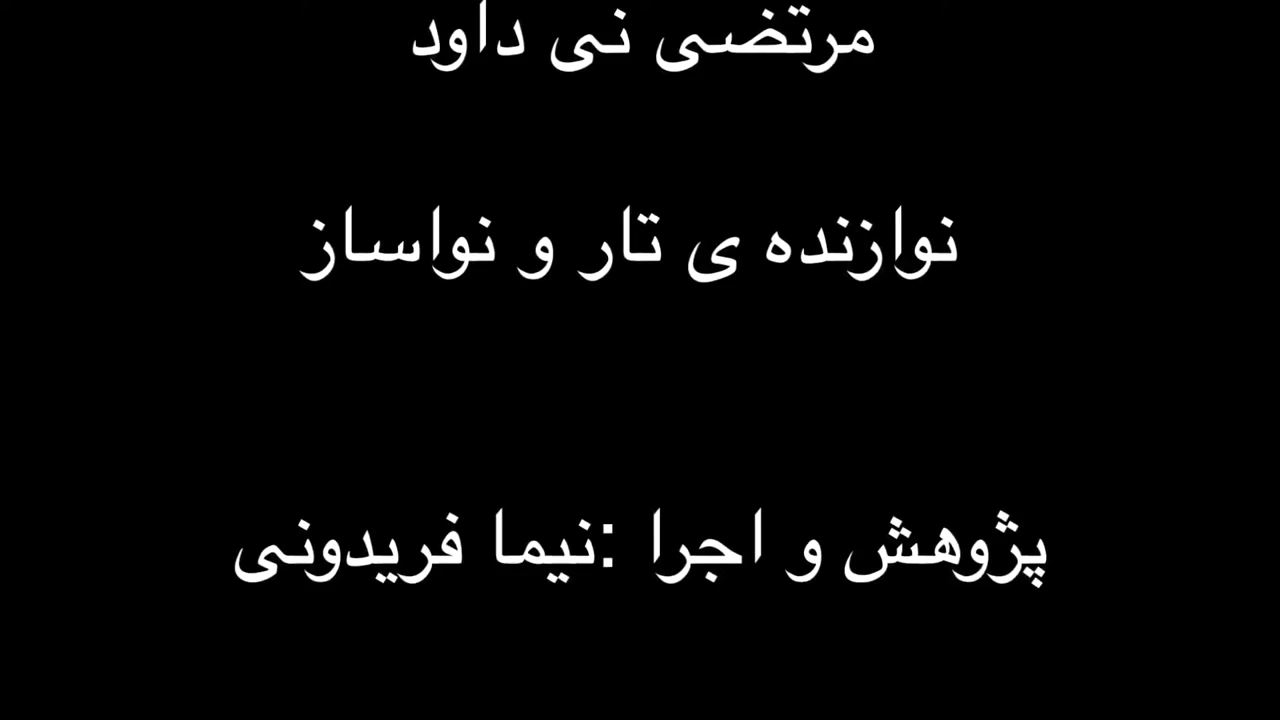 مرتضی نی داود
نوازنده ی تار و نواساز
پژوهش و اجرا :نیما فریدونی